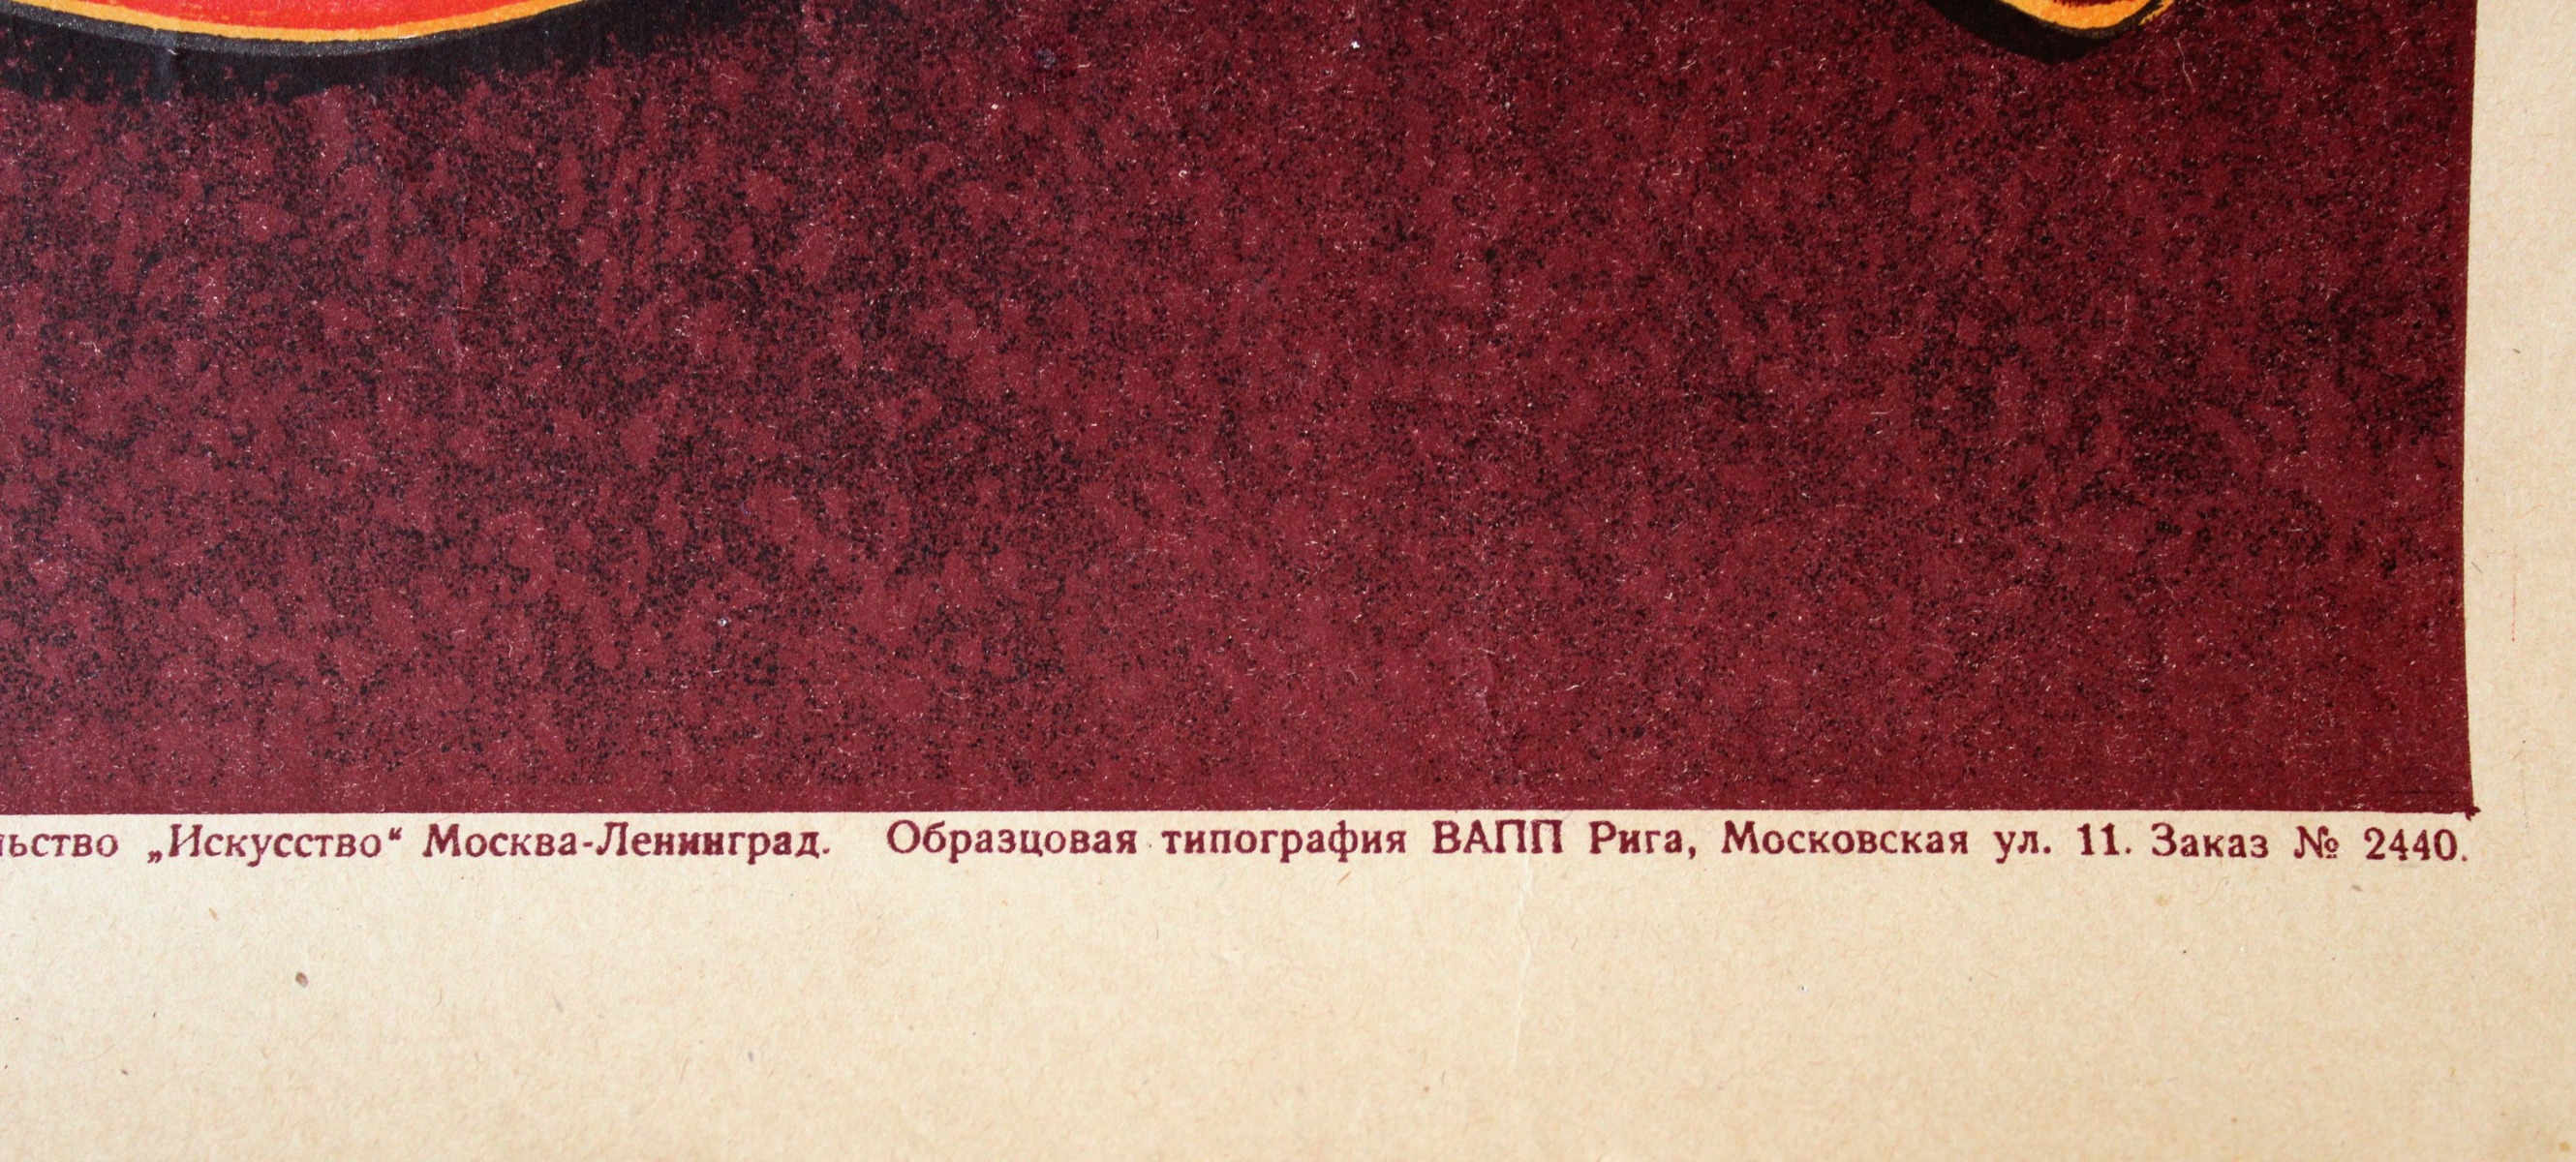 льство „Искусство“ Москва-Ленинград. Образцовая типография ВАПП Рига, Московская ул. 11. Заказ № 2440.